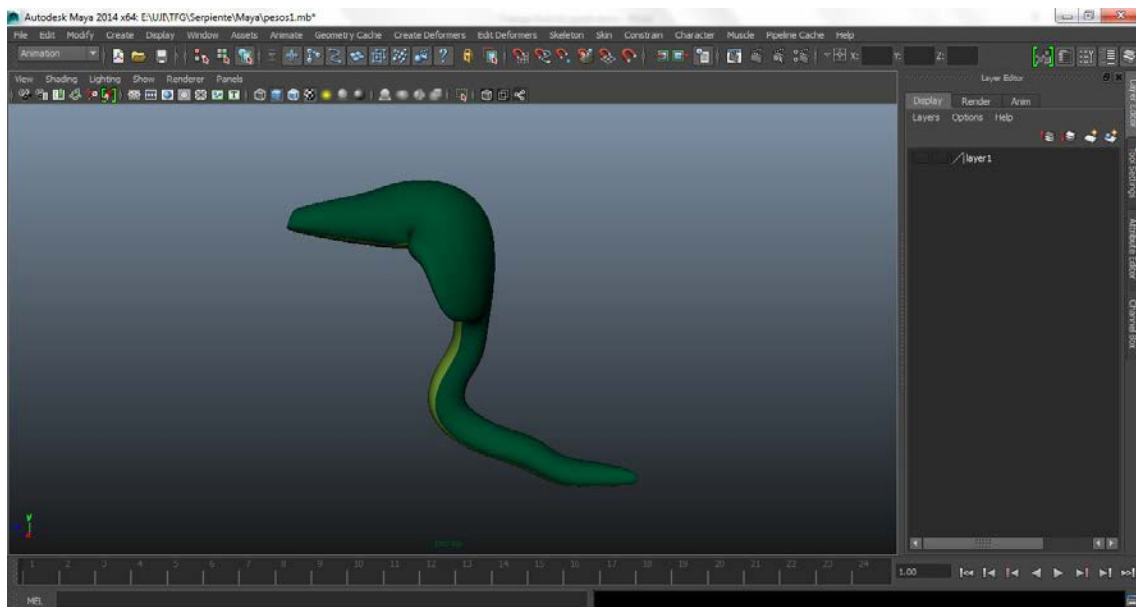 Autodesk Maya 2014 x64: E:\UJI\TFG\Serpiente\Maya\pesos1.mb*
File Edit Modify Create Display Window Assets Animate Geometry Cache Create Deformers Edit Deformers Skeleton Skin Constrain Character Muscle Pipeline Cache Help
Animation X: Y: Z:
View Shading Lighting Show Renderer Panels
Layer Editor
Display Render Anim
Layers Options Help
layer1
Layer Editor
Tool Settings
Attribute Editor
Channel Box
y
1 2 3 4 5 6 7 8 9 10 11 12 13 14 15 16 17 18 19 20 21 22 23 24 1.00
MEL